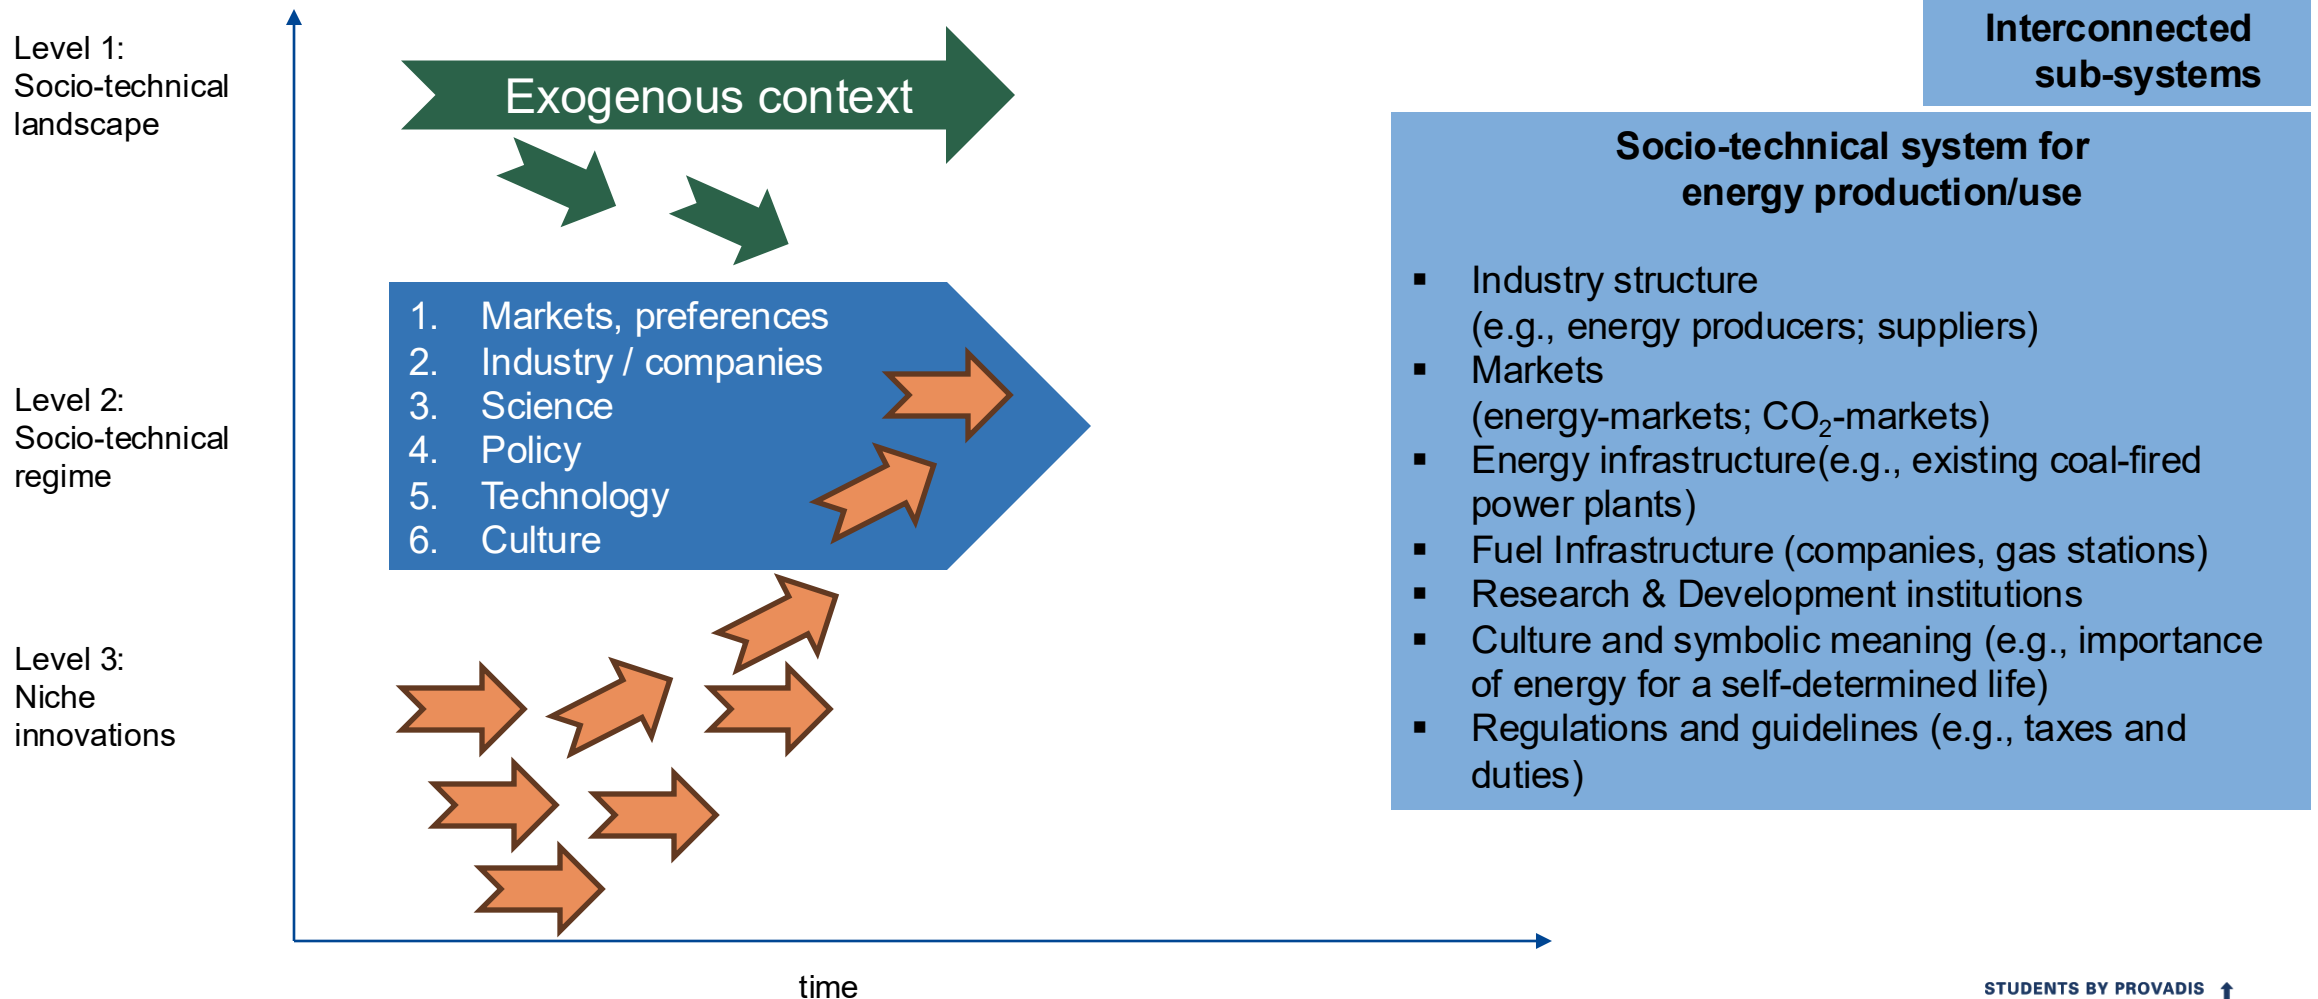 Level 1:
Socio-technical
landscape
Exogenous context
Level 2:
Socio-technical
regime
1. Markets, preferences
2. Industry / companies
3. Science
4. Policy
5. Technology
6. Culture
Level 3:
Niche
innovations
time
Interconnected
sub-systems
Socio-technical system for
energy production/use
▪ Industry structure
(e.g., energy producers; suppliers)
▪ Markets
(energy-markets; CO₂-markets)
▪ Energy infrastructure(e.g., existing coal-fired
power plants)
▪ Fuel Infrastructure (companies, gas stations)
▪ Research & Development institutions
▪ Culture and symbolic meaning (e.g., importance
of energy for a self-determined life)
▪ Regulations and guidelines (e.g., taxes and
duties)
STUDENTS BY PROVADIS